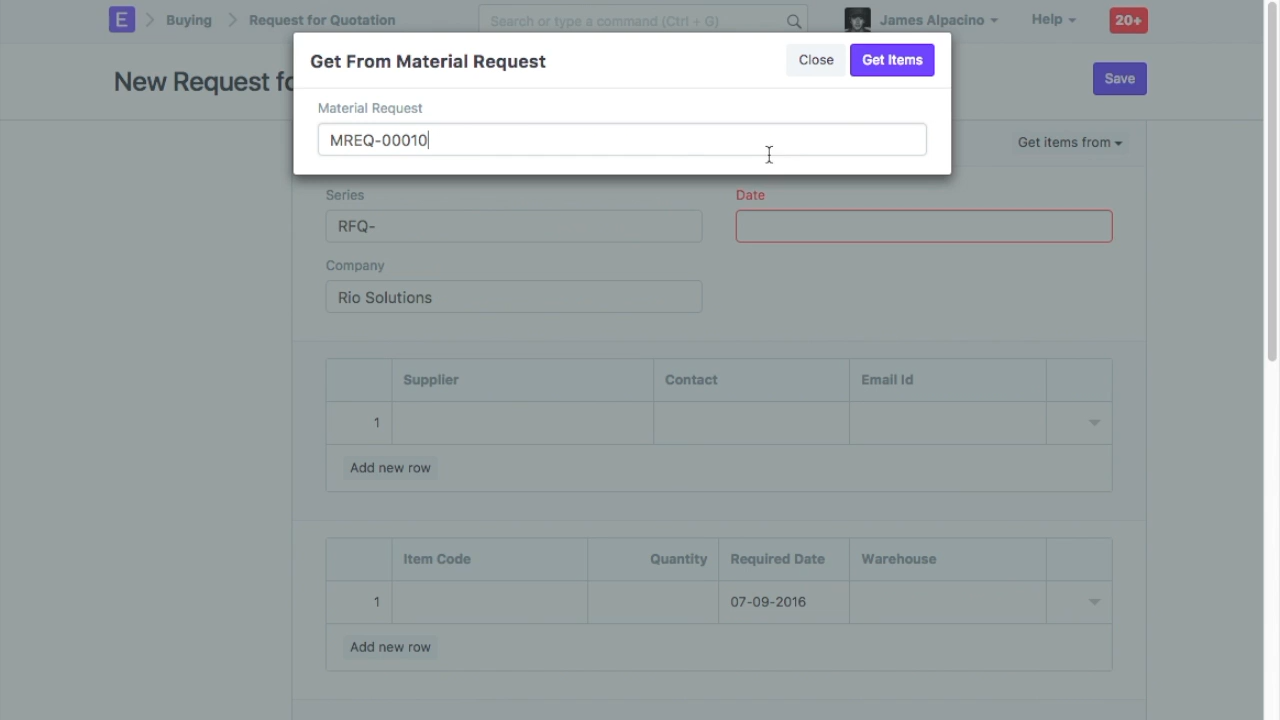 E Buying Request for Quotation Search or type a command (Ctrl + G) James Alpacino Help 20+
Get From Material Request Close Get Items
New Request fo
Save
Material Request
MREQ-00010
Get items from
Series Date
RFQ-
Company
Rio Solutions
Supplier Contact Email Id
1
Add new row
Item Code Quantity Required Date Warehouse
1 07-09-2016
Add new row